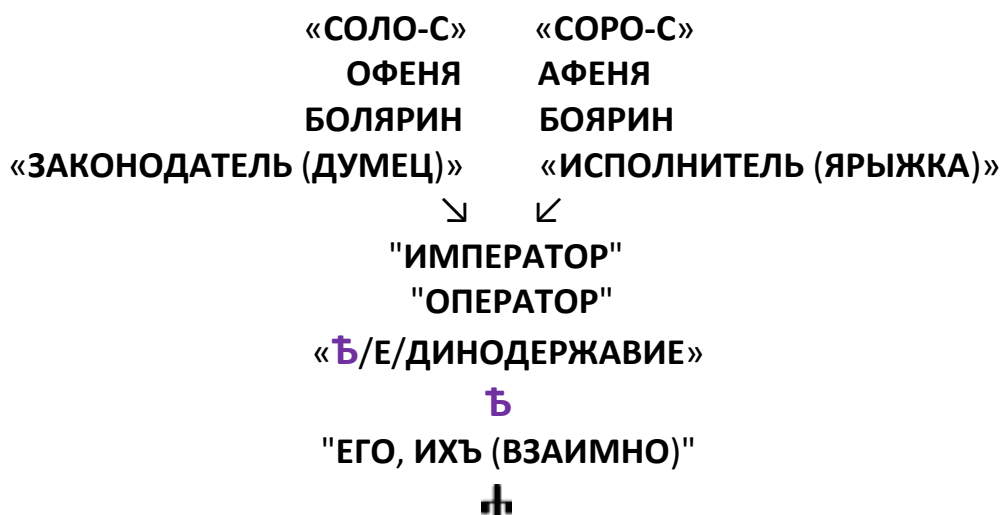 «СОЛО-С» «СОРО-С»
ОФЕНЯ АФЕНЯ
БОЛЯРИН БОЯРИН
«ЗАКОНОДАТЕЛЬ (ДУМЕЦ)» «ИСПОЛНИТЕЛЬ (ЯРЫЖКА)»
↘ ↙
"ИМПЕРАТОР"
"ОПЕРАТОР"
«Ѣ/Е/ДИНОДЕРЖАВИЕ»
Ѣ
"ЕГО, ИХЪ (ВЗАИМНО)"